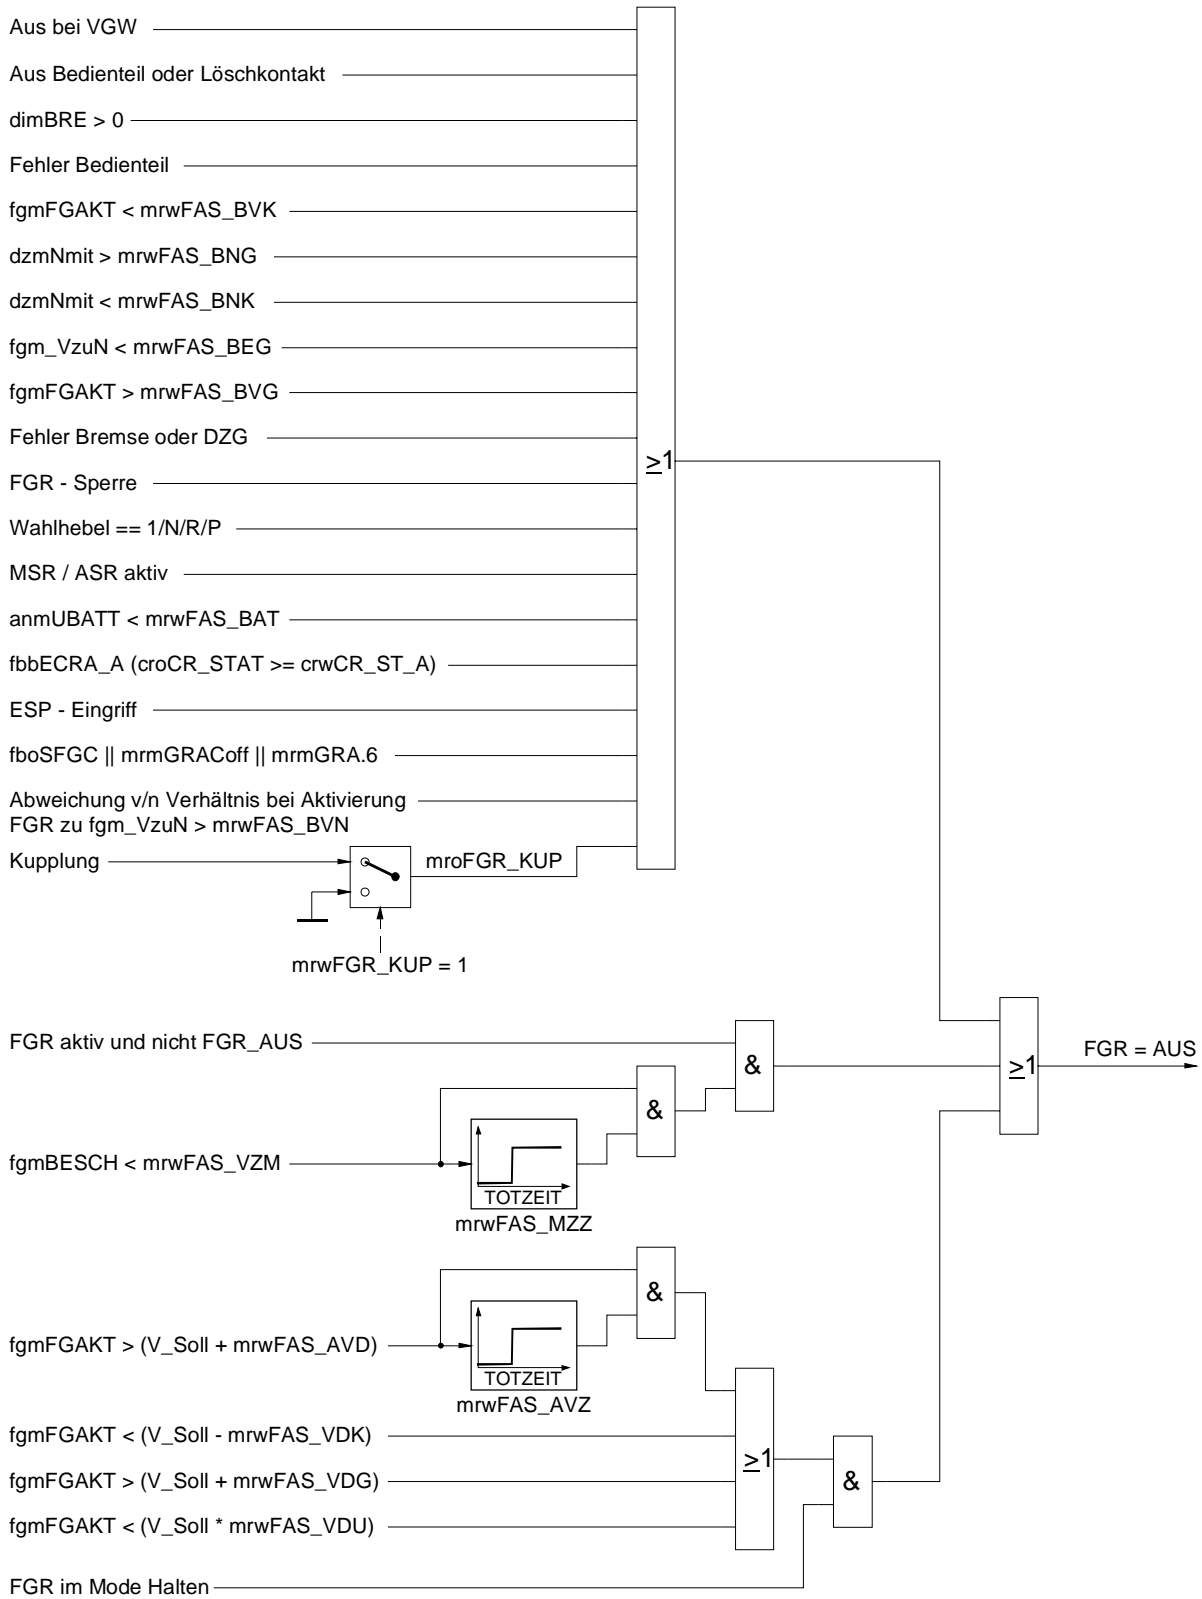 Aus bei VGW
Aus Bedienteil oder Löschkontakt
dimBRE > 0
Fehler Bedienteil
fgmFGAKT < mrwFAS_BVK
dzmNmit > mrwFAS_BNG
dzmNmit < mrwFAS_BNK
fgm_VzuN < mrwFAS_BEG
fgmFGAKT > mrwFAS_BVG
Fehler Bremse oder DZG
≥1
FGR - Sperre
Wahlhebel == 1/N/R/P
MSR / ASR aktiv
anmUBATT < mrwFAS_BAT
fbbECRA_A (croCR_STAT >= crwCR_ST_A)
ESP - Eingriff
fboSFGC || mrmGRACoff || mrmGRA.6
Abweichung v/n Verhältnis bei Aktivierung
FGR zu fgm_VzuN > mrwFAS_BVN
Kupplung
mroFGR_KUP
mrwFGR_KUP = 1
FGR aktiv und nicht FGR_AUS
&
≥1
FGR = AUS
&
fgmBESCH < mrwFAS_VZM
TOTZEIT
mrwFAS_MZZ
&
fgmFGAKT > (V_Soll + mrwFAS_AVD)
TOTZEIT
mrwFAS_AVZ
fgmFGAKT < (V_Soll - mrwFAS_VDK)
≥1
fgmFGAKT > (V_Soll + mrwFAS_VDG)
&
fgmFGAKT < (V_Soll * mrwFAS_VDU)
FGR im Mode Halten